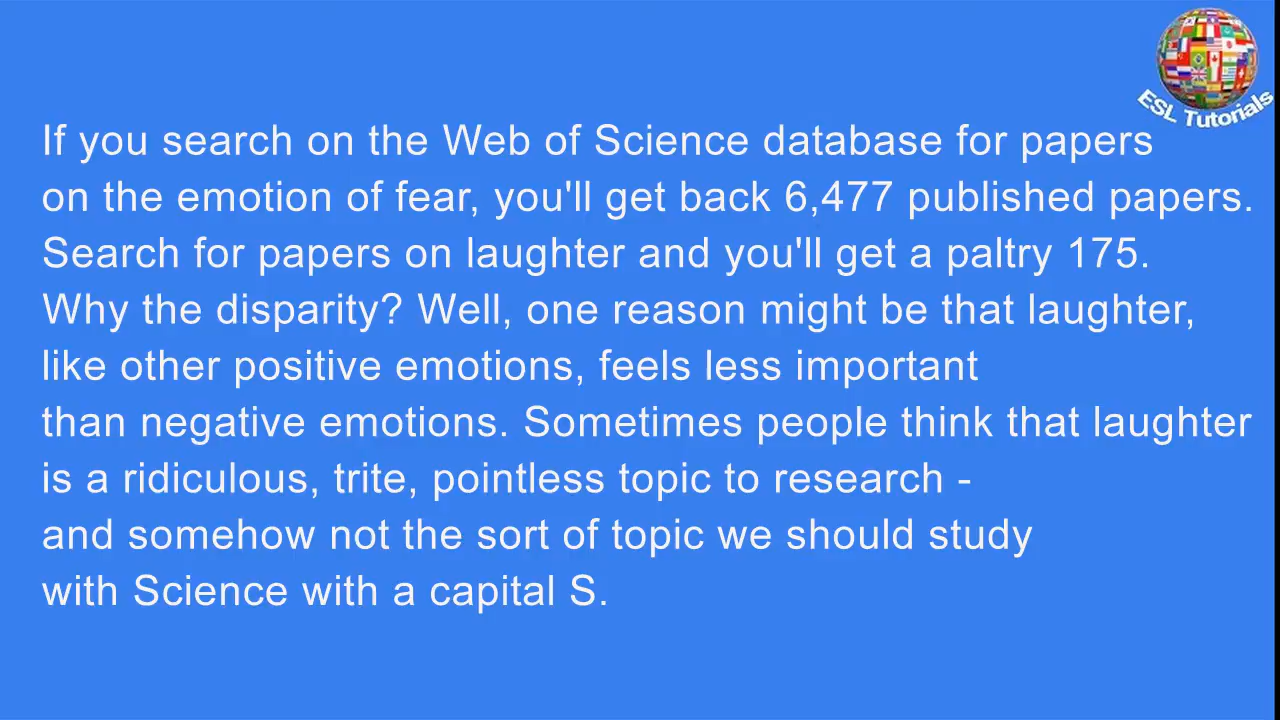 ESL Tutorials
If you search on the Web of Science database for papers
on the emotion of fear, you'll get back 6,477 published papers.
Search for papers on laughter and you'll get a paltry 175.
Why the disparity? Well, one reason might be that laughter,
like other positive emotions, feels less important
than negative emotions. Sometimes people think that laughter
is a ridiculous, trite, pointless topic to research -
and somehow not the sort of topic we should study
with Science with a capital S.